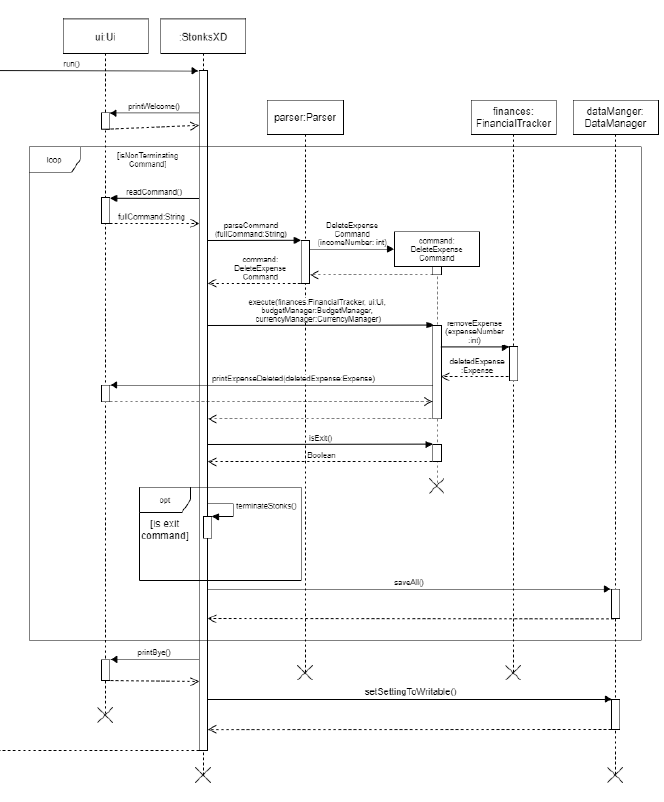 ui:Ui
:StonksXD
run()
printWelcome()
parser:Parser
finances:
FinancialTracker
dataManger:
DataManager
loop
[isNonTerminating
Command]
readCommand()
fullCommand:String
parseCommand
(fullCommand:String)
DeleteExpense
Command
(incomeNumber: int)
command:
DeleteExpense
Command
command:
DeleteExpense
Command
execute(finances:FinancialTracker, ui:Ui,
budgetManager:BudgetManager,
currencyManager:CurrencyManager)
removeExpense
(expenseNumber
:int)
deletedExpense
:Expense
printExpenseDeleted(deletedExpense:Expense)
isExit()
Boolean
opt
terminateStonks()
[is exit
command]
saveAll()
printBye()
setSettingToWritable()